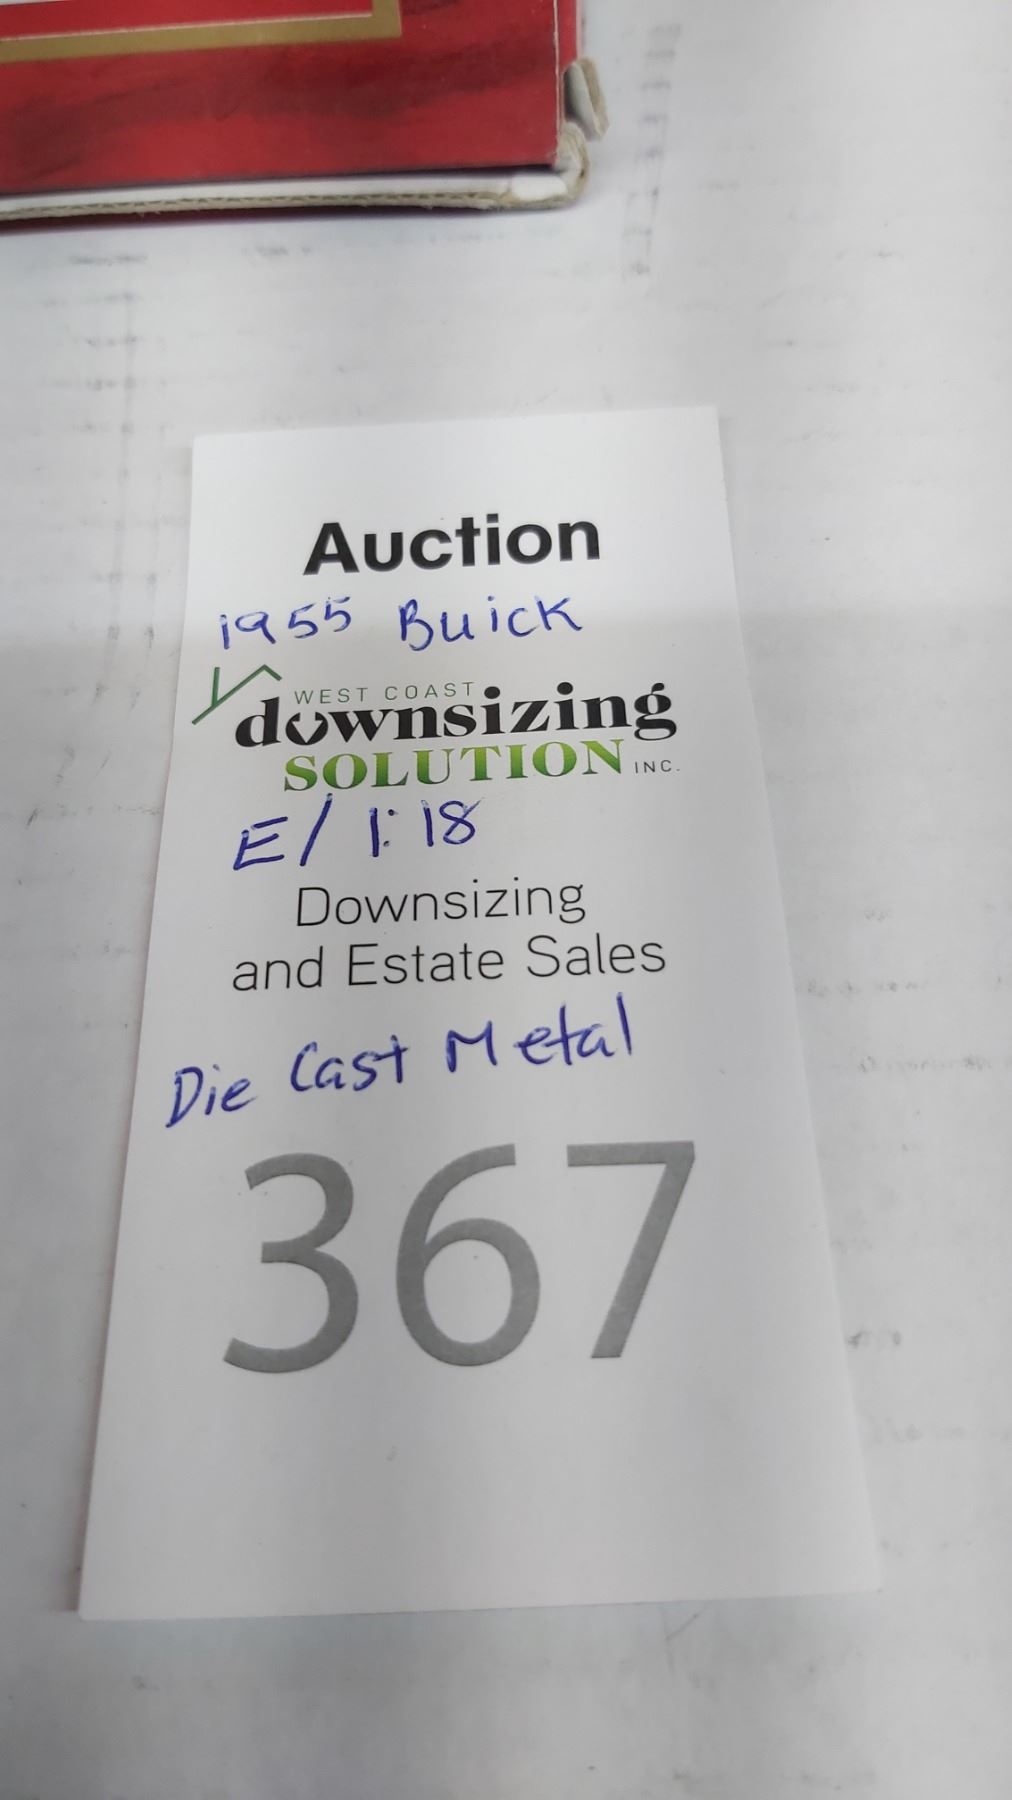 Auction
1955 Buick
WEST COAST
downsizing
SOLUTION INC.
E/ 1:18
Downsizing
and Estate Sales
Die Cast Metal
367